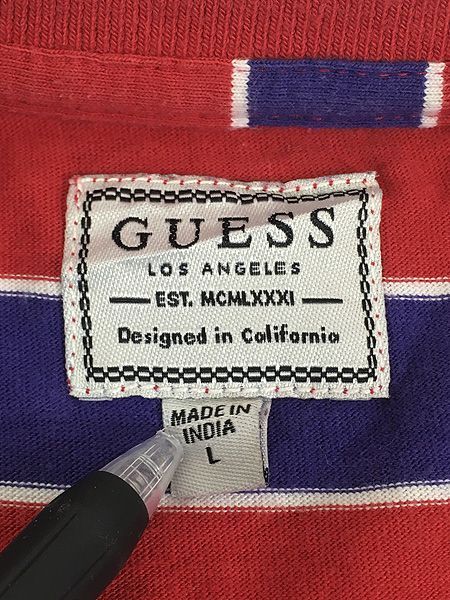 GUESS
LOS ANGELES
EST. MCMLXXXI
Designed in California
MADE IN
INDIA
L